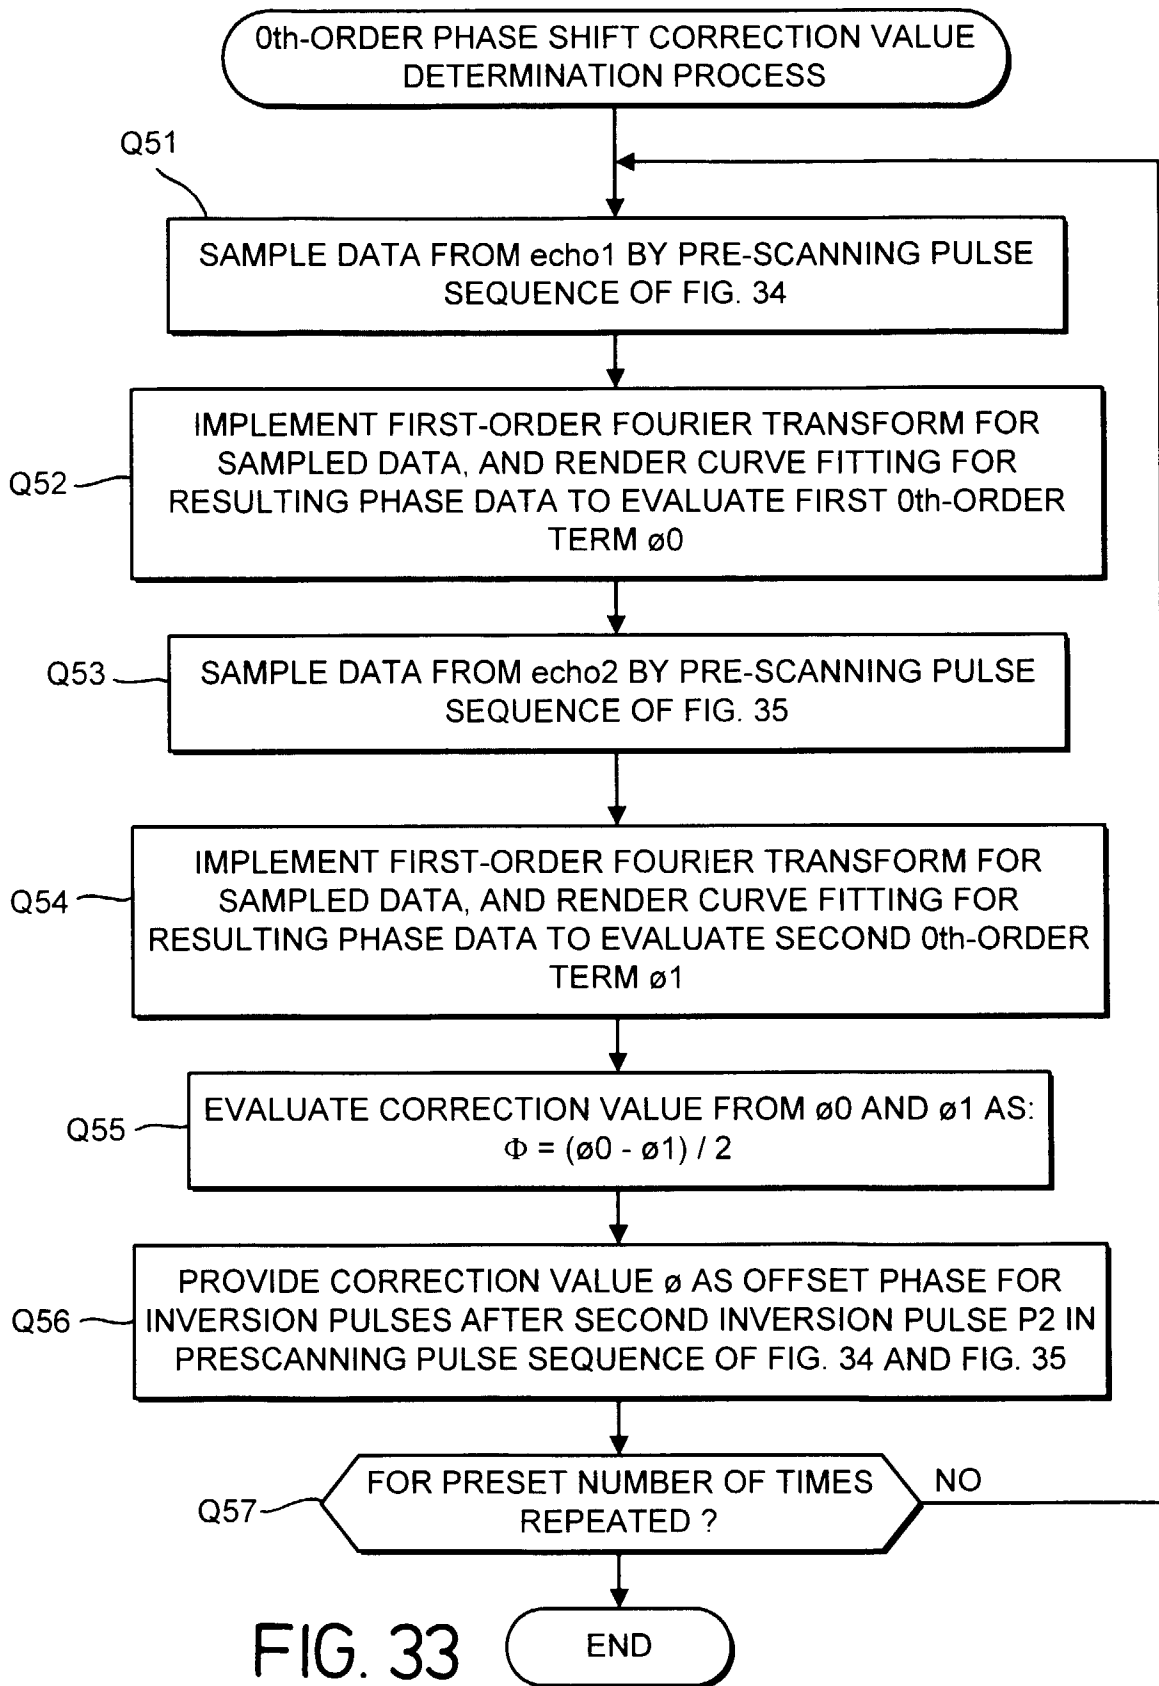 0th-ORDER PHASE SHIFT CORRECTION VALUE
DETERMINATION PROCESS
Q51
SAMPLE DATA FROM echo1 BY PRE-SCANNING PULSE
SEQUENCE OF FIG. 34
Q52
IMPLEMENT FIRST-ORDER FOURIER TRANSFORM FOR
SAMPLED DATA, AND RENDER CURVE FITTING FOR
RESULTING PHASE DATA TO EVALUATE FIRST 0th-ORDER
TERM ø0
Q53
SAMPLE DATA FROM echo2 BY PRE-SCANNING PULSE
SEQUENCE OF FIG. 35
Q54
IMPLEMENT FIRST-ORDER FOURIER TRANSFORM FOR
SAMPLED DATA, AND RENDER CURVE FITTING FOR
RESULTING PHASE DATA TO EVALUATE SECOND 0th-ORDER
TERM ø1
Q55
EVALUATE CORRECTION VALUE FROM ø0 AND ø1 AS:
Φ = (ø0 - ø1) / 2
Q56
PROVIDE CORRECTION VALUE ø AS OFFSET PHASE FOR
INVERSION PULSES AFTER SECOND INVERSION PULSE P2 IN
PRESCANNING PULSE SEQUENCE OF FIG. 34 AND FIG. 35
Q57
FOR PRESET NUMBER OF TIMES
REPEATED ?
NO
END
FIG. 33